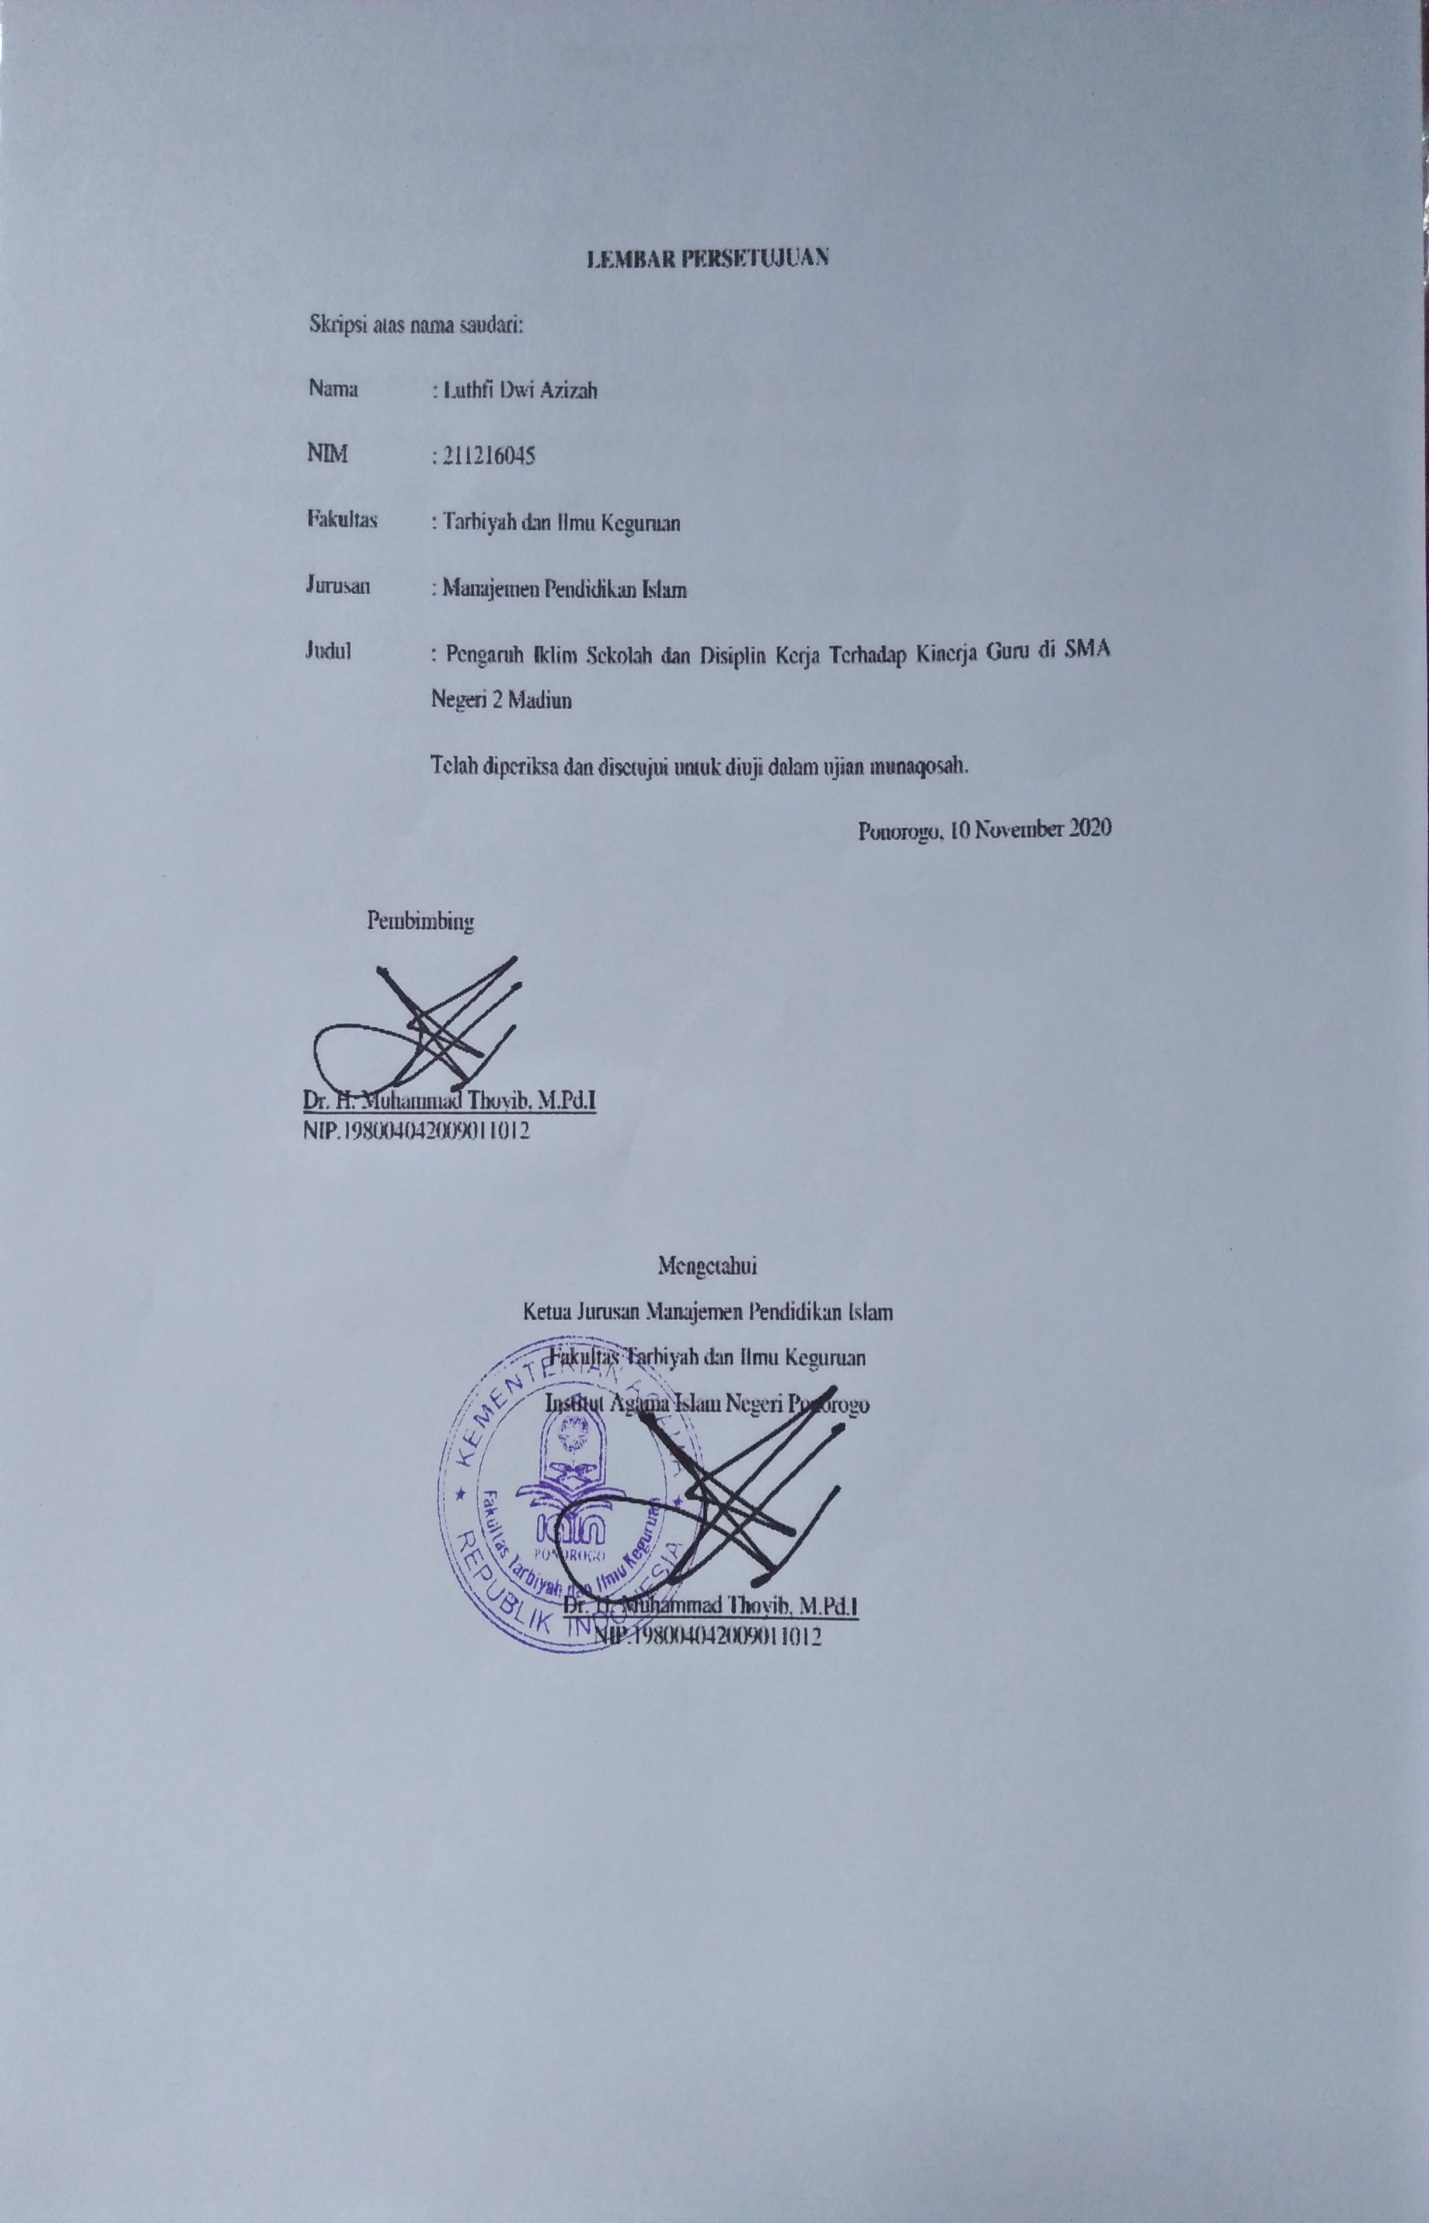 LEMBAR PERSETUJUAN
Skripsi atas nama saudari:
Nama : Luthfi Dwi Azizah
NIM : 211216045
Fakultas : Tarbiyah dan Ilmu Keguruan
Jurusan : Manajemen Pendidikan Islam
Judul : Pengaruh Iklim Sekolah dan Disiplin Kerja Terhadap Kinerja Guru di SMA
Negeri 2 Madiun
Telah diperiksa dan disetujui untuk diuji dalam ujian munaqosah.
Ponorogo, 10 November 2020
Pembimbing
Dr. H. Muhammad Thoyib, M.Pd.I
NIP.198004042009011012
Mengetahui
Ketua Jurusan Manajemen Pendidikan Islam
Fakultas Tarbiyah dan Ilmu Keguruan
Institut Agama Islam Negeri Ponorogo
KEMENTERIAN AGAMA
REPUBLIK INDONESIA
Fakultas Tarbiyah dan Ilmu Keguruan
iain
PONOROGO
Dr. H. Muhammad Thoyib, M.Pd.I
NIP.198004042009011012